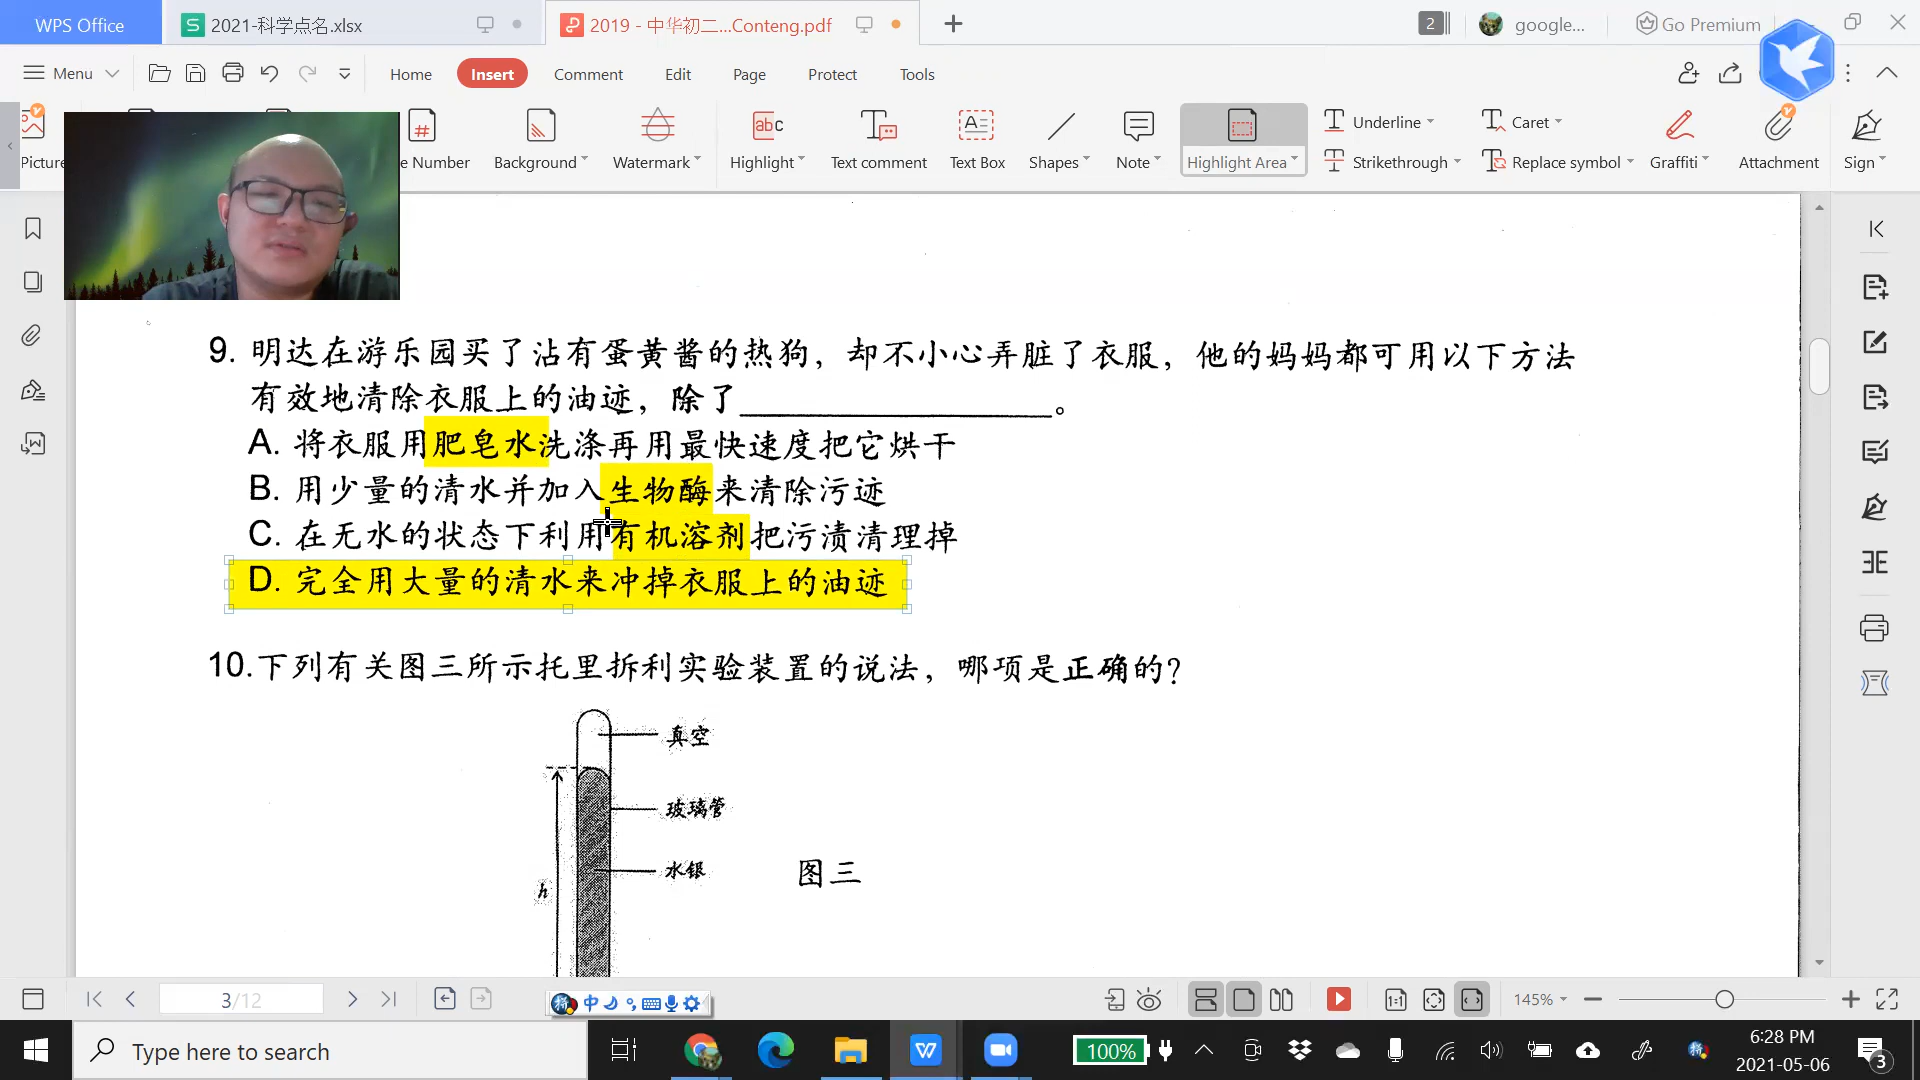 WPS Office
2021-科学点名.xlsx
2019 - 中华初二...Conteng.pdf
2
google...
Go Premium
Menu
Home
Insert
Comment
Edit
Page
Protect
Tools
Picture
e Number
Background
Watermark
Highlight
Text comment
Text Box
Shapes
Note
Highlight Area
Underline
Strikethrough
Caret
Replace symbol
Graffiti
Attachment
Sign
9. 明达在游乐园买了沾有蛋黄酱的热狗，却不小心弄脏了衣服，他的妈妈都可用以下方法
有效地清除衣服上的油迹，除了__________________。
A. 将衣服用肥皂水洗涤再用最快速度把它烘干
B. 用少量的清水并加入生物酶来清除污迹
C. 在无水的状态下利用有机溶剂把污渍清理掉
D. 完全用大量的清水来冲掉衣服上的油迹
10.下列有关图三所示托里拆利实验装置的说法，哪项是正确的？
真空
玻璃管
水银
h
图三
3/12
中
145%
Type here to search
100%
6:28 PM
2021-05-06
3